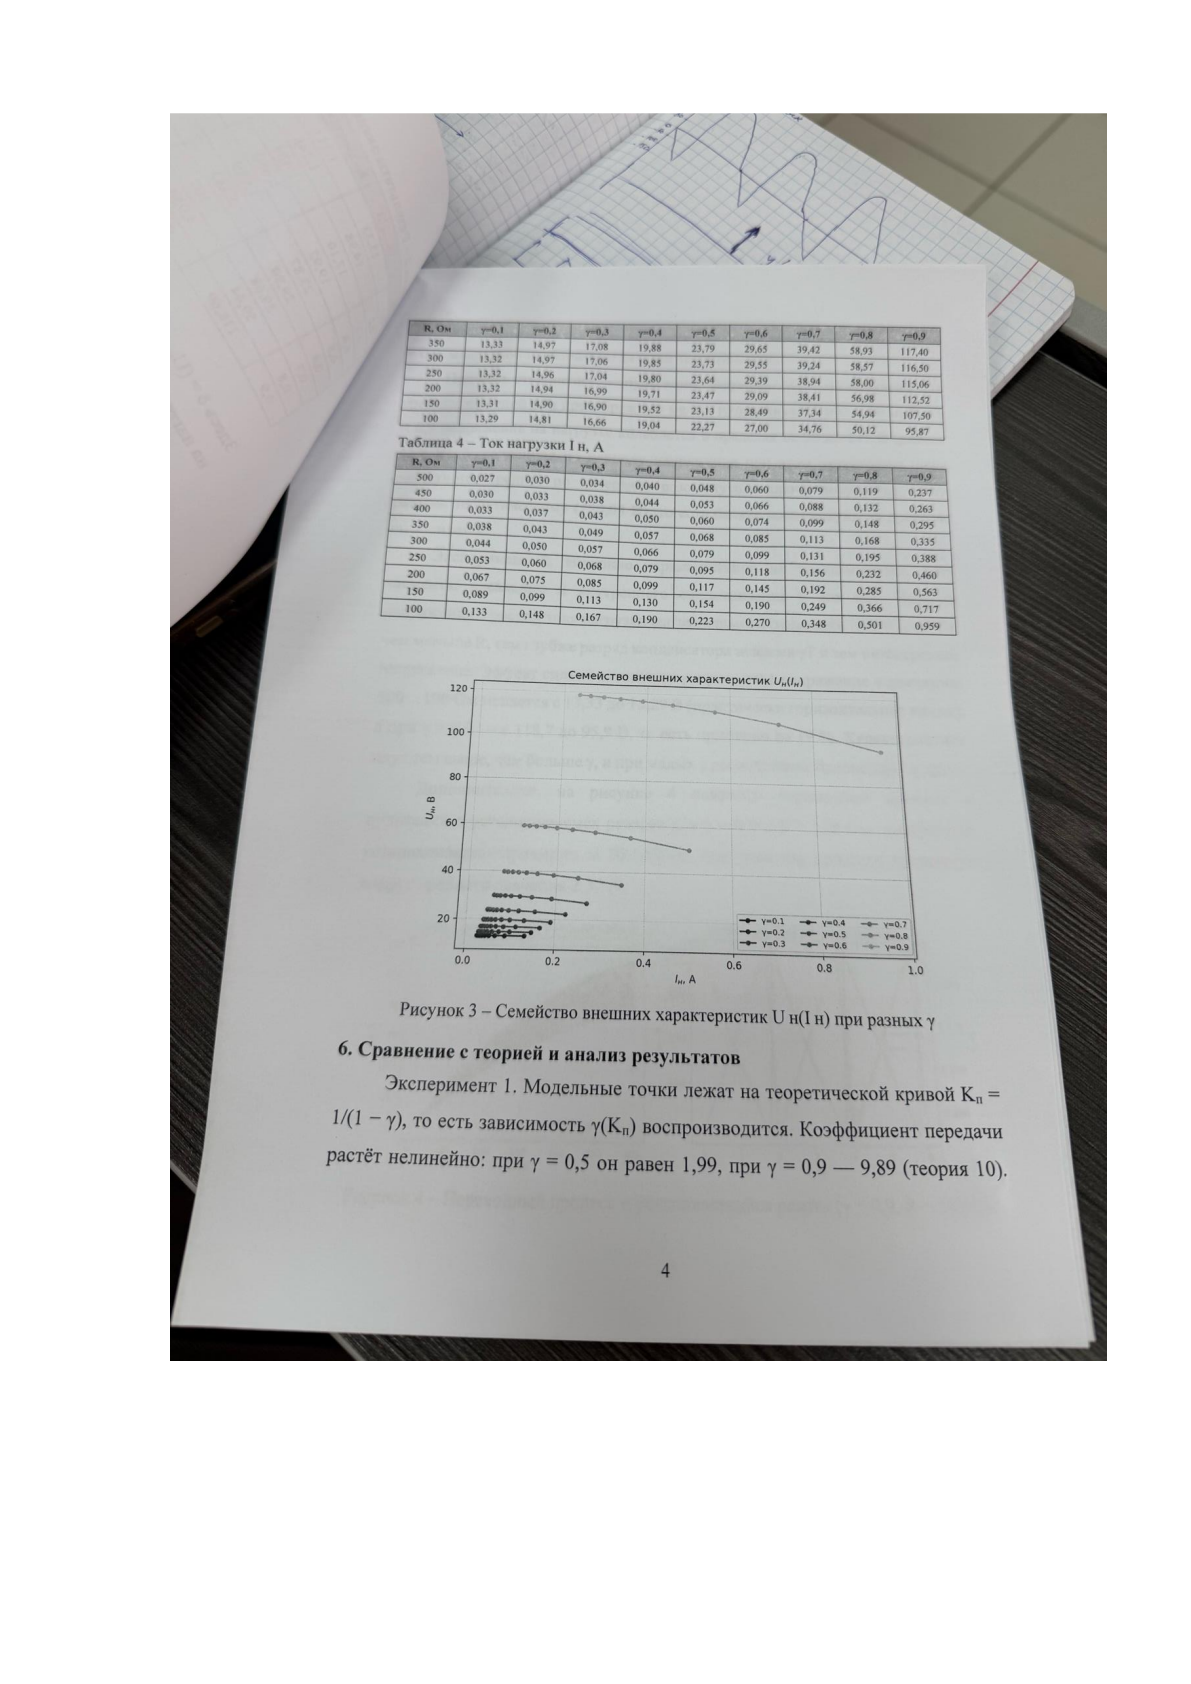 R, Ом γ=0,1 γ=0,2 γ=0,3 γ=0,4 γ=0,5 γ=0,6 γ=0,7 γ=0,8 γ=0,9
350 13,33 14,97 17,08 19,88 23,79 29,65 39,42 58,93 117,40
300 13,32 14,97 17,06 19,85 23,73 29,55 39,24 58,57 116,50
250 13,32 14,96 17,04 19,80 23,64 29,39 38,94 58,00 115,06
200 13,32 14,94 16,99 19,71 23,47 29,09 38,41 56,98 112,52
150 13,31 14,90 16,90 19,52 23,13 28,49 37,34 54,94 107,50
100 13,29 14,81 16,66 19,04 22,27 27,00 34,76 50,12 95,87
Таблица 4 – Ток нагрузки I н, А
R, Ом γ=0,1 γ=0,2 γ=0,3 γ=0,4 γ=0,5 γ=0,6 γ=0,7 γ=0,8 γ=0,9
500 0,027 0,030 0,034 0,040 0,048 0,060 0,079 0,119 0,237
450 0,030 0,033 0,038 0,044 0,053 0,066 0,088 0,132 0,263
400 0,033 0,037 0,043 0,050 0,060 0,074 0,099 0,148 0,295
350 0,038 0,043 0,049 0,057 0,068 0,085 0,113 0,168 0,335
300 0,044 0,050 0,057 0,066 0,079 0,099 0,131 0,195 0,388
250 0,053 0,060 0,068 0,079 0,095 0,118 0,156 0,232 0,460
200 0,067 0,075 0,085 0,099 0,117 0,145 0,192 0,285 0,563
150 0,089 0,099 0,113 0,130 0,154 0,190 0,249 0,366 0,717
100 0,133 0,148 0,167 0,190 0,223 0,270 0,348 0,501 0,959
Семейство внешних характеристик Uн(Iн)
120
100
80
60
40
20
Uн, В
γ=0.1 γ=0.4 γ=0.7
γ=0.2 γ=0.5 γ=0.8
γ=0.3 γ=0.6 γ=0.9
0.0 0.2 0.4 0.6 0.8 1.0
Iн, А
Рисунок 3 – Семейство внешних характеристик U н(I н) при разных γ
6. Сравнение с теорией и анализ результатов
Эксперимент 1. Модельные точки лежат на теоретической кривой Kп =
1/(1 − γ), то есть зависимость γ(Kп) воспроизводится. Коэффициент передачи
растёт нелинейно: при γ = 0,5 он равен 1,99, при γ = 0,9 — 9,89 (теория 10).
4